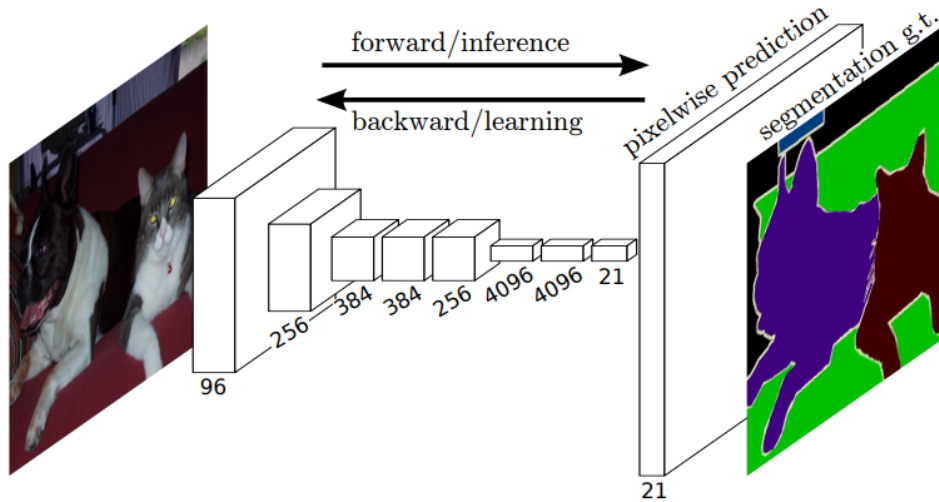 forward/inference
backward/learning
pixelwise prediction
segmentation g.t.
96
256
384
384
256
4096
4096
21
21